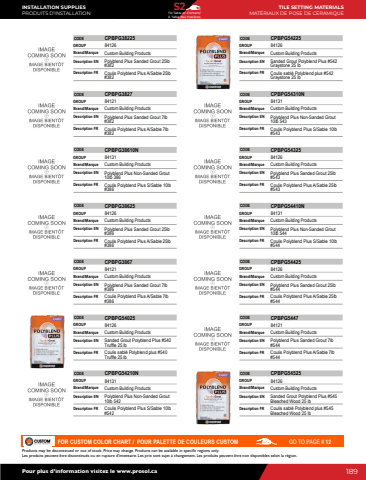 INSTALLATION SUPPLIES
PRODUITS D'INSTALLATION
S2
TILE SETTING MATERIALS
MATÉRIAUX DE POSE DE CÉRAMIQUE
IMAGE
COMING SOON
IMAGE BIENTÔT
DISPONIBLE
CODE CPBPG38225
GROUP 84126
Brand/Marque Custom Building Products
Description EN Polyblend Plus Sanded Grout 25lb
#382
Description FR Coulis Polyblend Plus A/Sable 25lb
#382
IMAGE
COMING SOON
IMAGE BIENTÔT
DISPONIBLE
CODE CPBPG3827
GROUP 84121
Brand/Marque Custom Building Products
Description EN Polyblend Plus Sanded Grout 7lb
#382
Description FR Coulis Polyblend Plus A/Sable 7lb
#382
IMAGE
COMING SOON
IMAGE BIENTÔT
DISPONIBLE
CODE CPBPG38610N
GROUP 84131
Brand/Marque Custom Building Products
Description EN Polyblend Plus Non-Sanded Grout
10lb 386
Description FR Coulis Polyblend Plus S/Sable 10lb
#386
IMAGE
COMING SOON
IMAGE BIENTÔT
DISPONIBLE
CODE CPBPG38625
GROUP 84126
Brand/Marque Custom Building Products
Description EN Polyblend Plus Sanded Grout 25lb
#386
Description FR Coulis Polyblend Plus A/Sable 25lb
#386
IMAGE
COMING SOON
IMAGE BIENTÔT
DISPONIBLE
CODE CPBPG3867
GROUP 84121
Brand/Marque Custom Building Products
Description EN Polyblend Plus Sanded Grout 7lb
#386
Description FR Coulis Polyblend Plus A/Sable 7lb
#386
POLYBLEND
PLUS
CODE CPBPG54025
GROUP 84126
Brand/Marque Custom Building Products
Description EN Sanded Grout Polyblend Plus #540
Truffle 25 lb
Description FR Coulis sablé Polyblend plus #540
Truffle 25 lb
IMAGE
COMING SOON
IMAGE BIENTÔT
DISPONIBLE
CODE CPBPG54210N
GROUP 84131
Brand/Marque Custom Building Products
Description EN Polyblend Plus Non-Sanded Grout
10lb 542
Description FR Coulis Polyblend Plus S/Sable 10lb
#542
POLYBLEND
PLUS
CODE CPBPG54225
GROUP 84126
Brand/Marque Custom Building Products
Description EN Sanded Grout Polyblend Plus #542
Graystone 25 lb
Description FR Coulis sablé Polyblend plus #542
Graystone 25 lb
IMAGE
COMING SOON
IMAGE BIENTÔT
DISPONIBLE
CODE CPBPG54310N
GROUP 84131
Brand/Marque Custom Building Products
Description EN Polyblend Plus Non-Sanded Grout
10lb 543
Description FR Coulis Polyblend Plus S/Sable 10lb
#543
IMAGE
COMING SOON
IMAGE BIENTÔT
DISPONIBLE
CODE CPBPG54325
GROUP 84126
Brand/Marque Custom Building Products
Description EN Polyblend Plus Sanded Grout 25lb
#543
Description FR Coulis Polyblend Plus A/Sable 25lb
#543
IMAGE
COMING SOON
IMAGE BIENTÔT
DISPONIBLE
CODE CPBPG54410N
GROUP 84131
Brand/Marque Custom Building Products
Description EN Polyblend Plus Non-Sanded Grout
10lb 544
Description FR Coulis Polyblend Plus S/Sable 10lb
#544
IMAGE
COMING SOON
IMAGE BIENTÔT
DISPONIBLE
CODE CPBPG54425
GROUP 84126
Brand/Marque Custom Building Products
Description EN Polyblend Plus Sanded Grout 25lb
#544
Description FR Coulis Polyblend Plus A/Sable 25lb
#544
IMAGE
COMING SOON
IMAGE BIENTÔT
DISPONIBLE
CODE CPBPG5447
GROUP 84121
Brand/Marque Custom Building Products
Description EN Polyblend Plus Sanded Grout 7lb
#544
Description FR Coulis Polyblend Plus A/Sable 7lb
#544
POLYBLEND
PLUS
CODE CPBPG54525
GROUP 84126
Brand/Marque Custom Building Products
Description EN Sanded Grout Polyblend Plus #545
Bleached Wood 25 lb
Description FR Coulis sablé Polyblend plus #545
Bleached Wood 25 lb
CUSTOM
FOR CUSTOM COLOR CHART / POUR PALETTE DE COULEURS CUSTOM
GO TO PAGE # 12
Products may be discontinued or out of stock. Price may change. Products can be available in specific regions only.
Les produits peuvent être discontinués ou en rupture d'inventaire. Les prix sont sujet à changement. Les produits peuvent être non disponibles selon la région.
Pour plus d'information visitez le www.prosol.ca
189